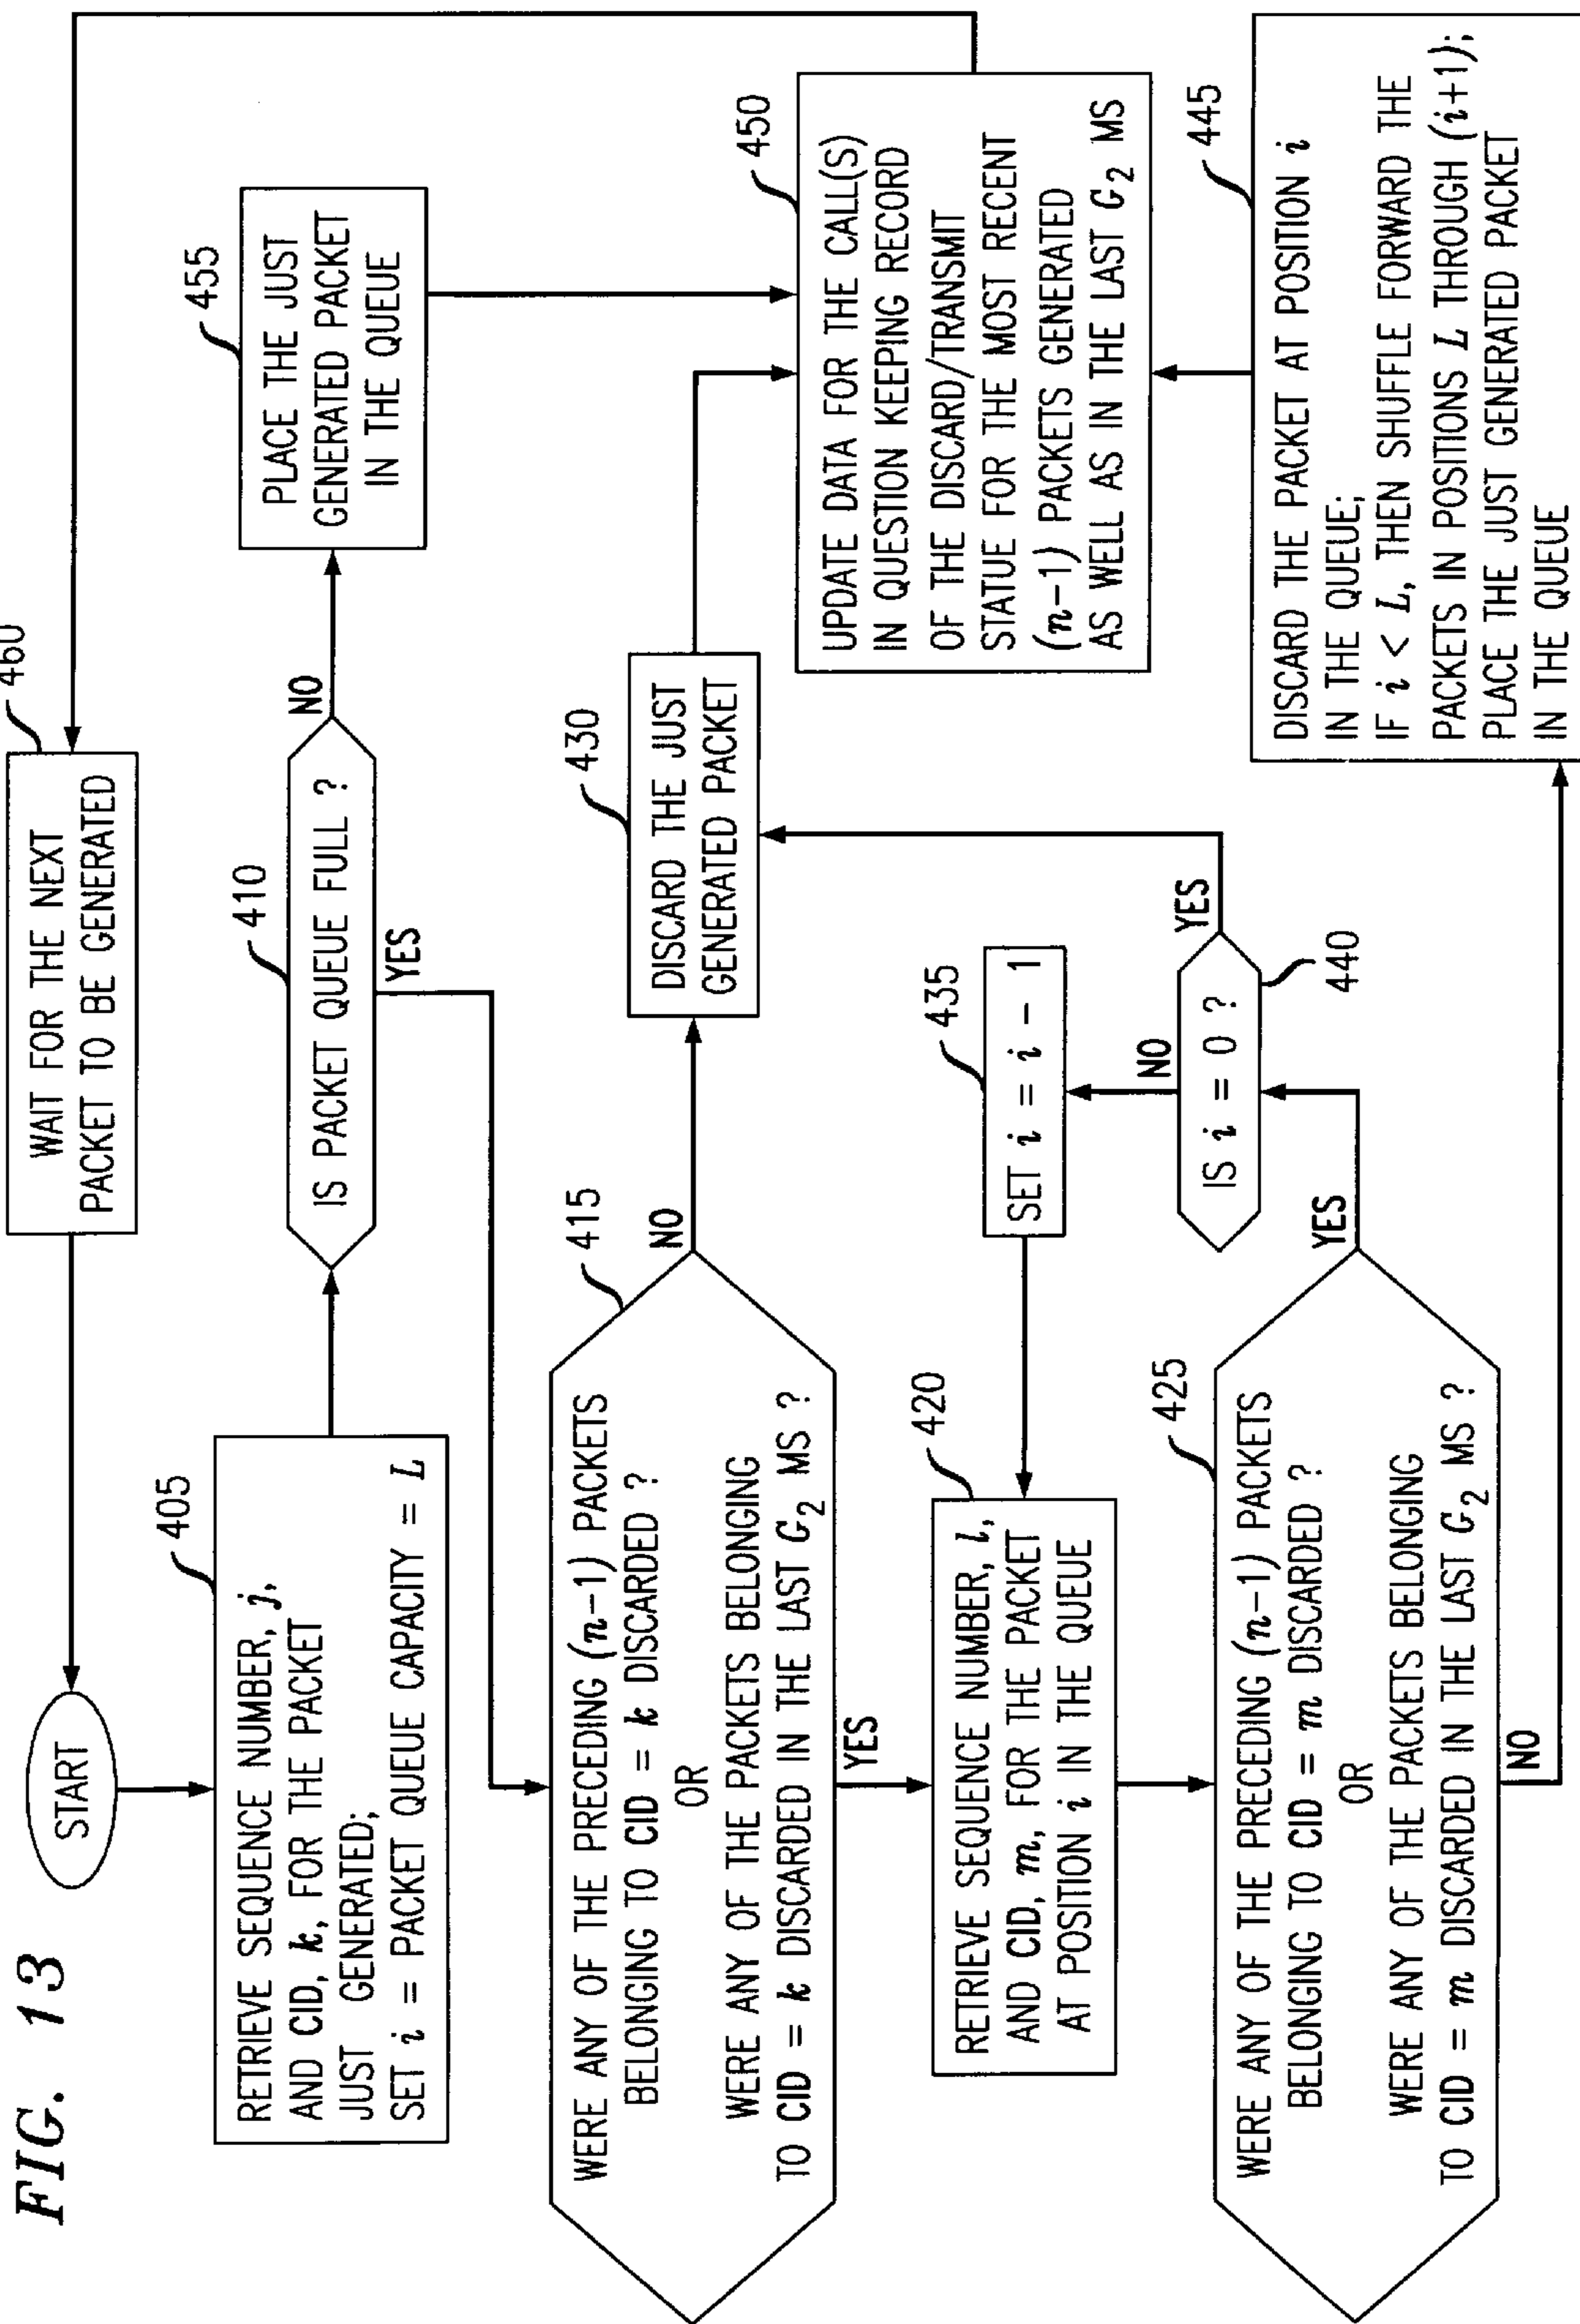 FIG. 13
START
460
WAIT FOR THE NEXT
PACKET TO BE GENERATED
405
RETRIEVE SEQUENCE NUMBER, j,
AND CID, k, FOR THE PACKET
JUST GENERATED;
SET i = PACKET QUEUE CAPACITY = L
410
IS PACKET QUEUE FULL ?
NO
YES
455
PLACE THE JUST
GENERATED PACKET
IN THE QUEUE
415
WERE ANY OF THE PRECEDING (n-1) PACKETS
BELONGING TO CID = k DISCARDED ?
OR
WERE ANY OF THE PACKETS BELONGING
TO CID = k DISCARDED IN THE LAST G2 MS ?
NO
YES
430
DISCARD THE JUST
GENERATED PACKET
450
UPDATE DATA FOR THE CALL(S)
IN QUESTION KEEPING RECORD
OF THE DISCARD/TRANSMIT
STATUE FOR THE MOST RECENT
(n-1) PACKETS GENERATED
AS WELL AS IN THE LAST G2 MS
420
RETRIEVE SEQUENCE NUMBER, l,
AND CID, m, FOR THE PACKET
AT POSITION i IN THE QUEUE
435
SET i = i - 1
NO
IS i = 0 ?
YES
440
425
WERE ANY OF THE PRECEDING (n-1) PACKETS
BELONGING TO CID = m DISCARDED ?
OR
WERE ANY OF THE PACKETS BELONGING
TO CID = m DISCARDED IN THE LAST G2 MS ?
YES
NO
445
DISCARD THE PACKET AT POSITION i
IN THE QUEUE;
IF i < L, THEN SHUFFLE FORWARD THE
PACKETS IN POSITIONS L THROUGH (i+1);
PLACE THE JUST GENERATED PACKET
IN THE QUEUE